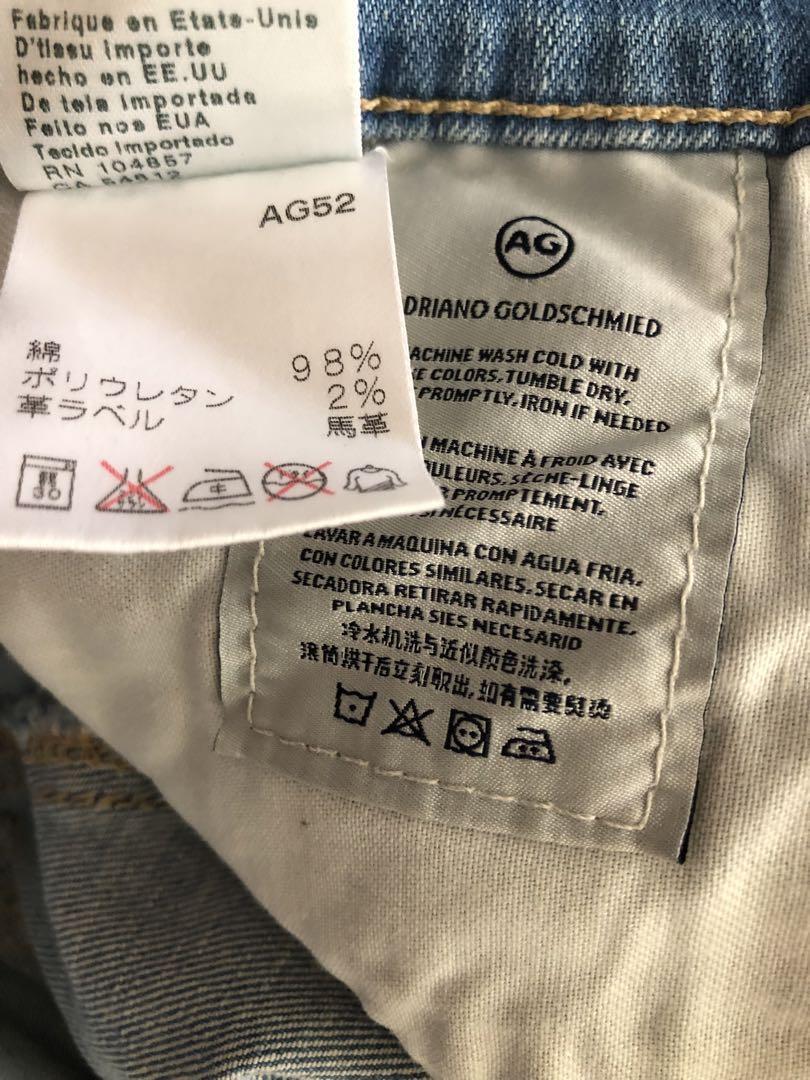 Fabrique en Etats-Unis
D'tissu importe
hecho en EE.UU
De tela importada
Feito nos EUA
Tecido importado
RN 104857
AG52
綿 98%
ポリウレタン 2%
革ラベル 馬革
AG
DRIANO GOLDSCHMIED
ACHINE WASH COLD WITH
COLORS, TUMBLE DRY,
PROMPTLY, IRON IF NEEDED
MACHINE À FROID AVEC
OULEURS, SÈCHE-LINGE
PROMPTEMENT,
NÉCESSAIRE
LAVAR A MAQUINA CON AGUA FRIA,
CON COLORES SIMILARES, SECAR EN
SECADORA RETIRAR RAPIDAMENTE,
PLANCHA SIES NECESARIO
冷水机洗与近似颜色洗涤,
滚筒烘干后立刻取出,如有需要熨烫